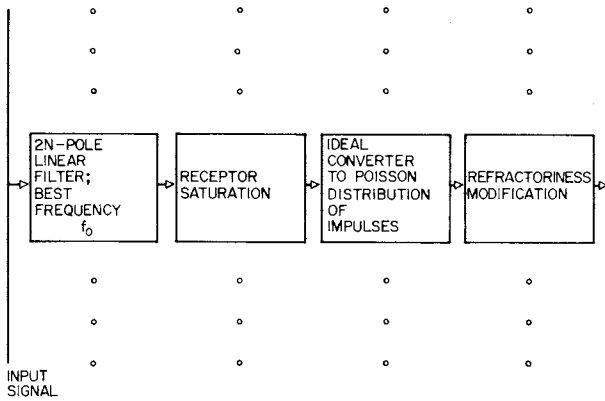 2N-POLE
LINEAR
FILTER;
BEST
FREQUENCY
f₀
RECEPTOR
SATURATION
IDEAL
CONVERTER
TO POISSON
DISTRIBUTION
OF
IMPULSES
REFRACTORINESS
MODIFICATION
INPUT
SIGNAL